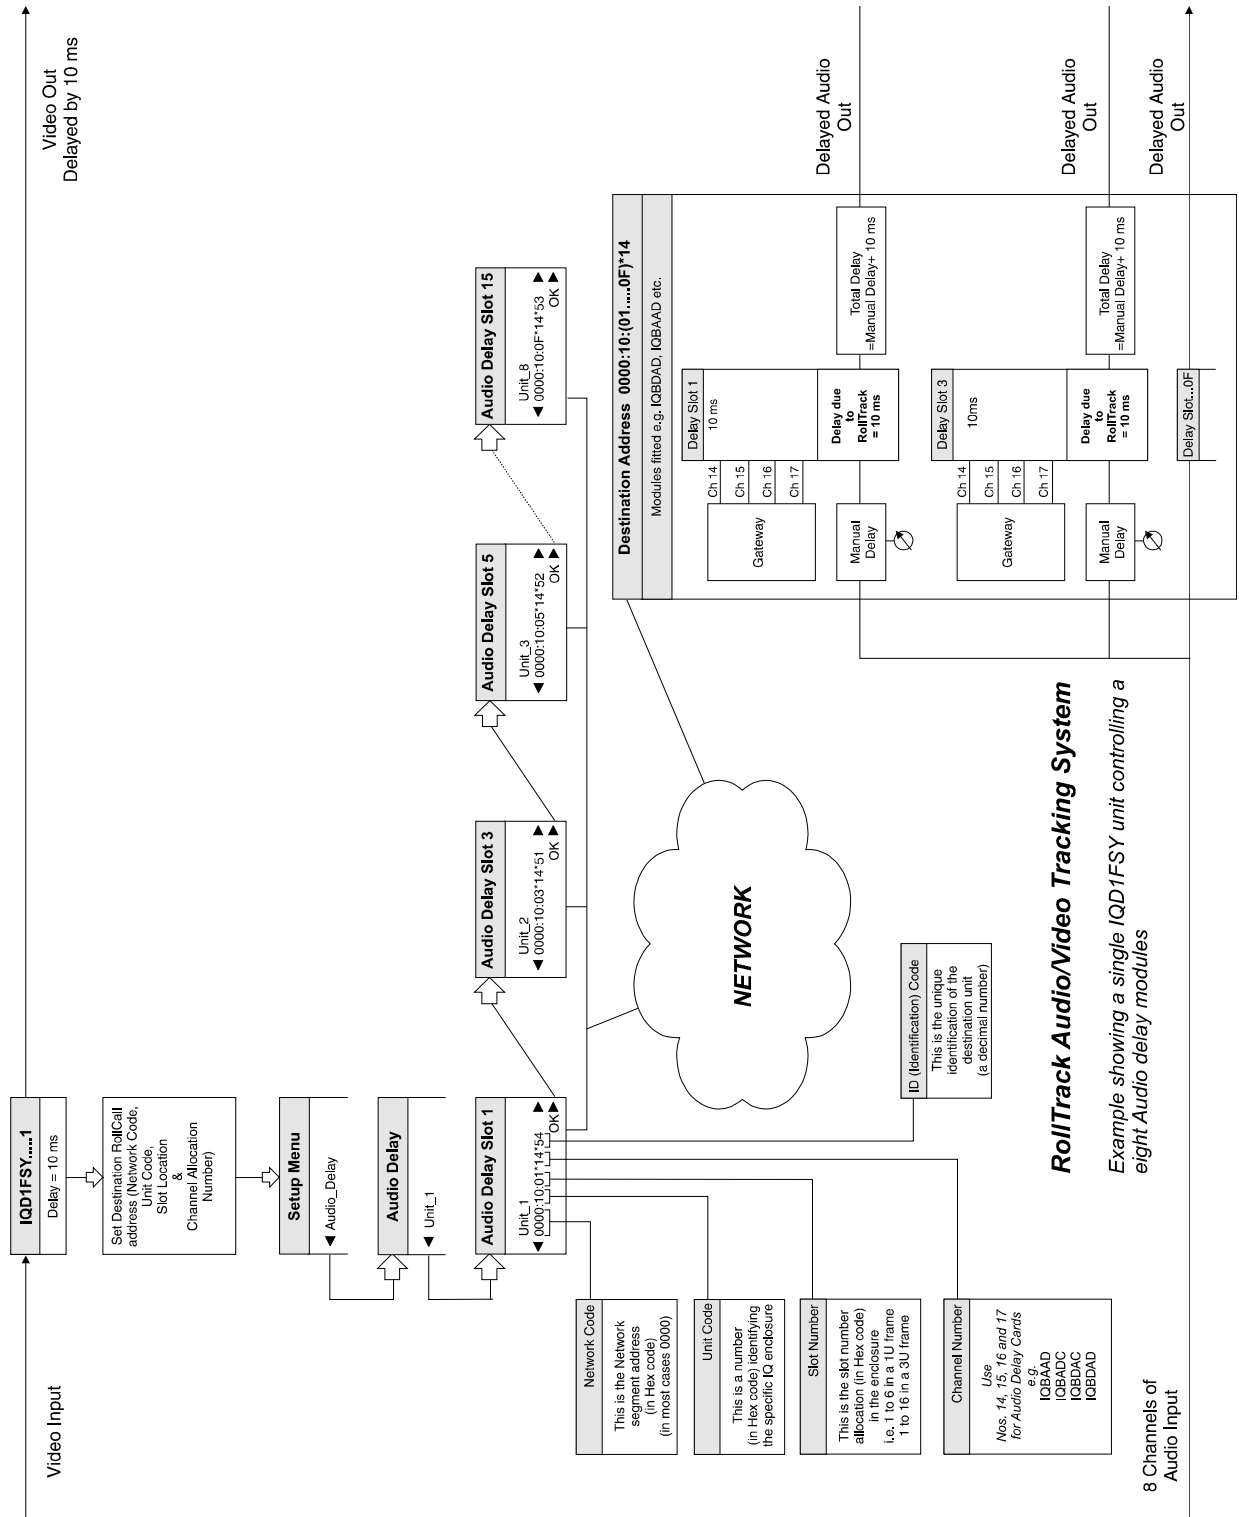 Video Input
Video Out
Delayed by 10 ms
IQD1FSY.....1
Delay = 10 ms
Set Destination RollCall
address (Network Code,
Unit Code,
Slot Location
&
Channel Allocation
Number)
Setup Menu
◀ Audio_Delay
Audio Delay
◀ Unit_1
Audio Delay Slot 1
Unit_1
◀ 0000:10:01*14*54 ▶
OK ▶
Audio Delay Slot 3
Unit_2
◀ 0000:10:03*14*51 ▶
OK ▶
Audio Delay Slot 5
Unit_3
◀ 0000:10:05*14*52 ▶
OK ▶
Audio Delay Slot 15
Unit_8
◀ 0000:10:0F*14*53 ▶
OK ▶
Network Code
This is the Network
segment address
(in Hex code)
(in most cases 0000)
Unit Code
This is a number
(in Hex code) identifying
the specific IQ enclosure
Slot Number
This is the slot number
allocation (in Hex code)
in the enclosure
i.e. 1 to 6 in a 1U frame
1 to 16 in a 3U frame
Channel Number
Use
Nos. 14, 15, 16 and 17
for Audio Delay Cards
e.g.
IQBAAD
IQBADC
IQBDAC
IQBDAD
ID (Identification) Code
This is the unique
identification of the
destination unit
(a decimal number)
NETWORK
Destination Address 0000:10:(01.....0F)*14
Modules fitted e.g. IQBDAD, IQBAAD etc.
Delay Slot 1
10 ms
Gateway
Ch 14
Ch 15
Ch 16
Ch 17
Manual
Delay
Delay due
to
RollTrack
= 10 ms
Total Delay
=Manual Delay+ 10 ms
Delayed Audio
Out
Delay Slot 3
10ms
Gateway
Ch 14
Ch 15
Ch 16
Ch 17
Manual
Delay
Delay due
to
RollTrack
= 10 ms
Total Delay
=Manual Delay+ 10 ms
Delayed Audio
Out
Delay Slot...0F
Delayed Audio
Out
RollTrack Audio/Video Tracking System
Example showing a single IQD1FSY unit controlling a
eight Audio delay modules
8 Channels of
Audio Input